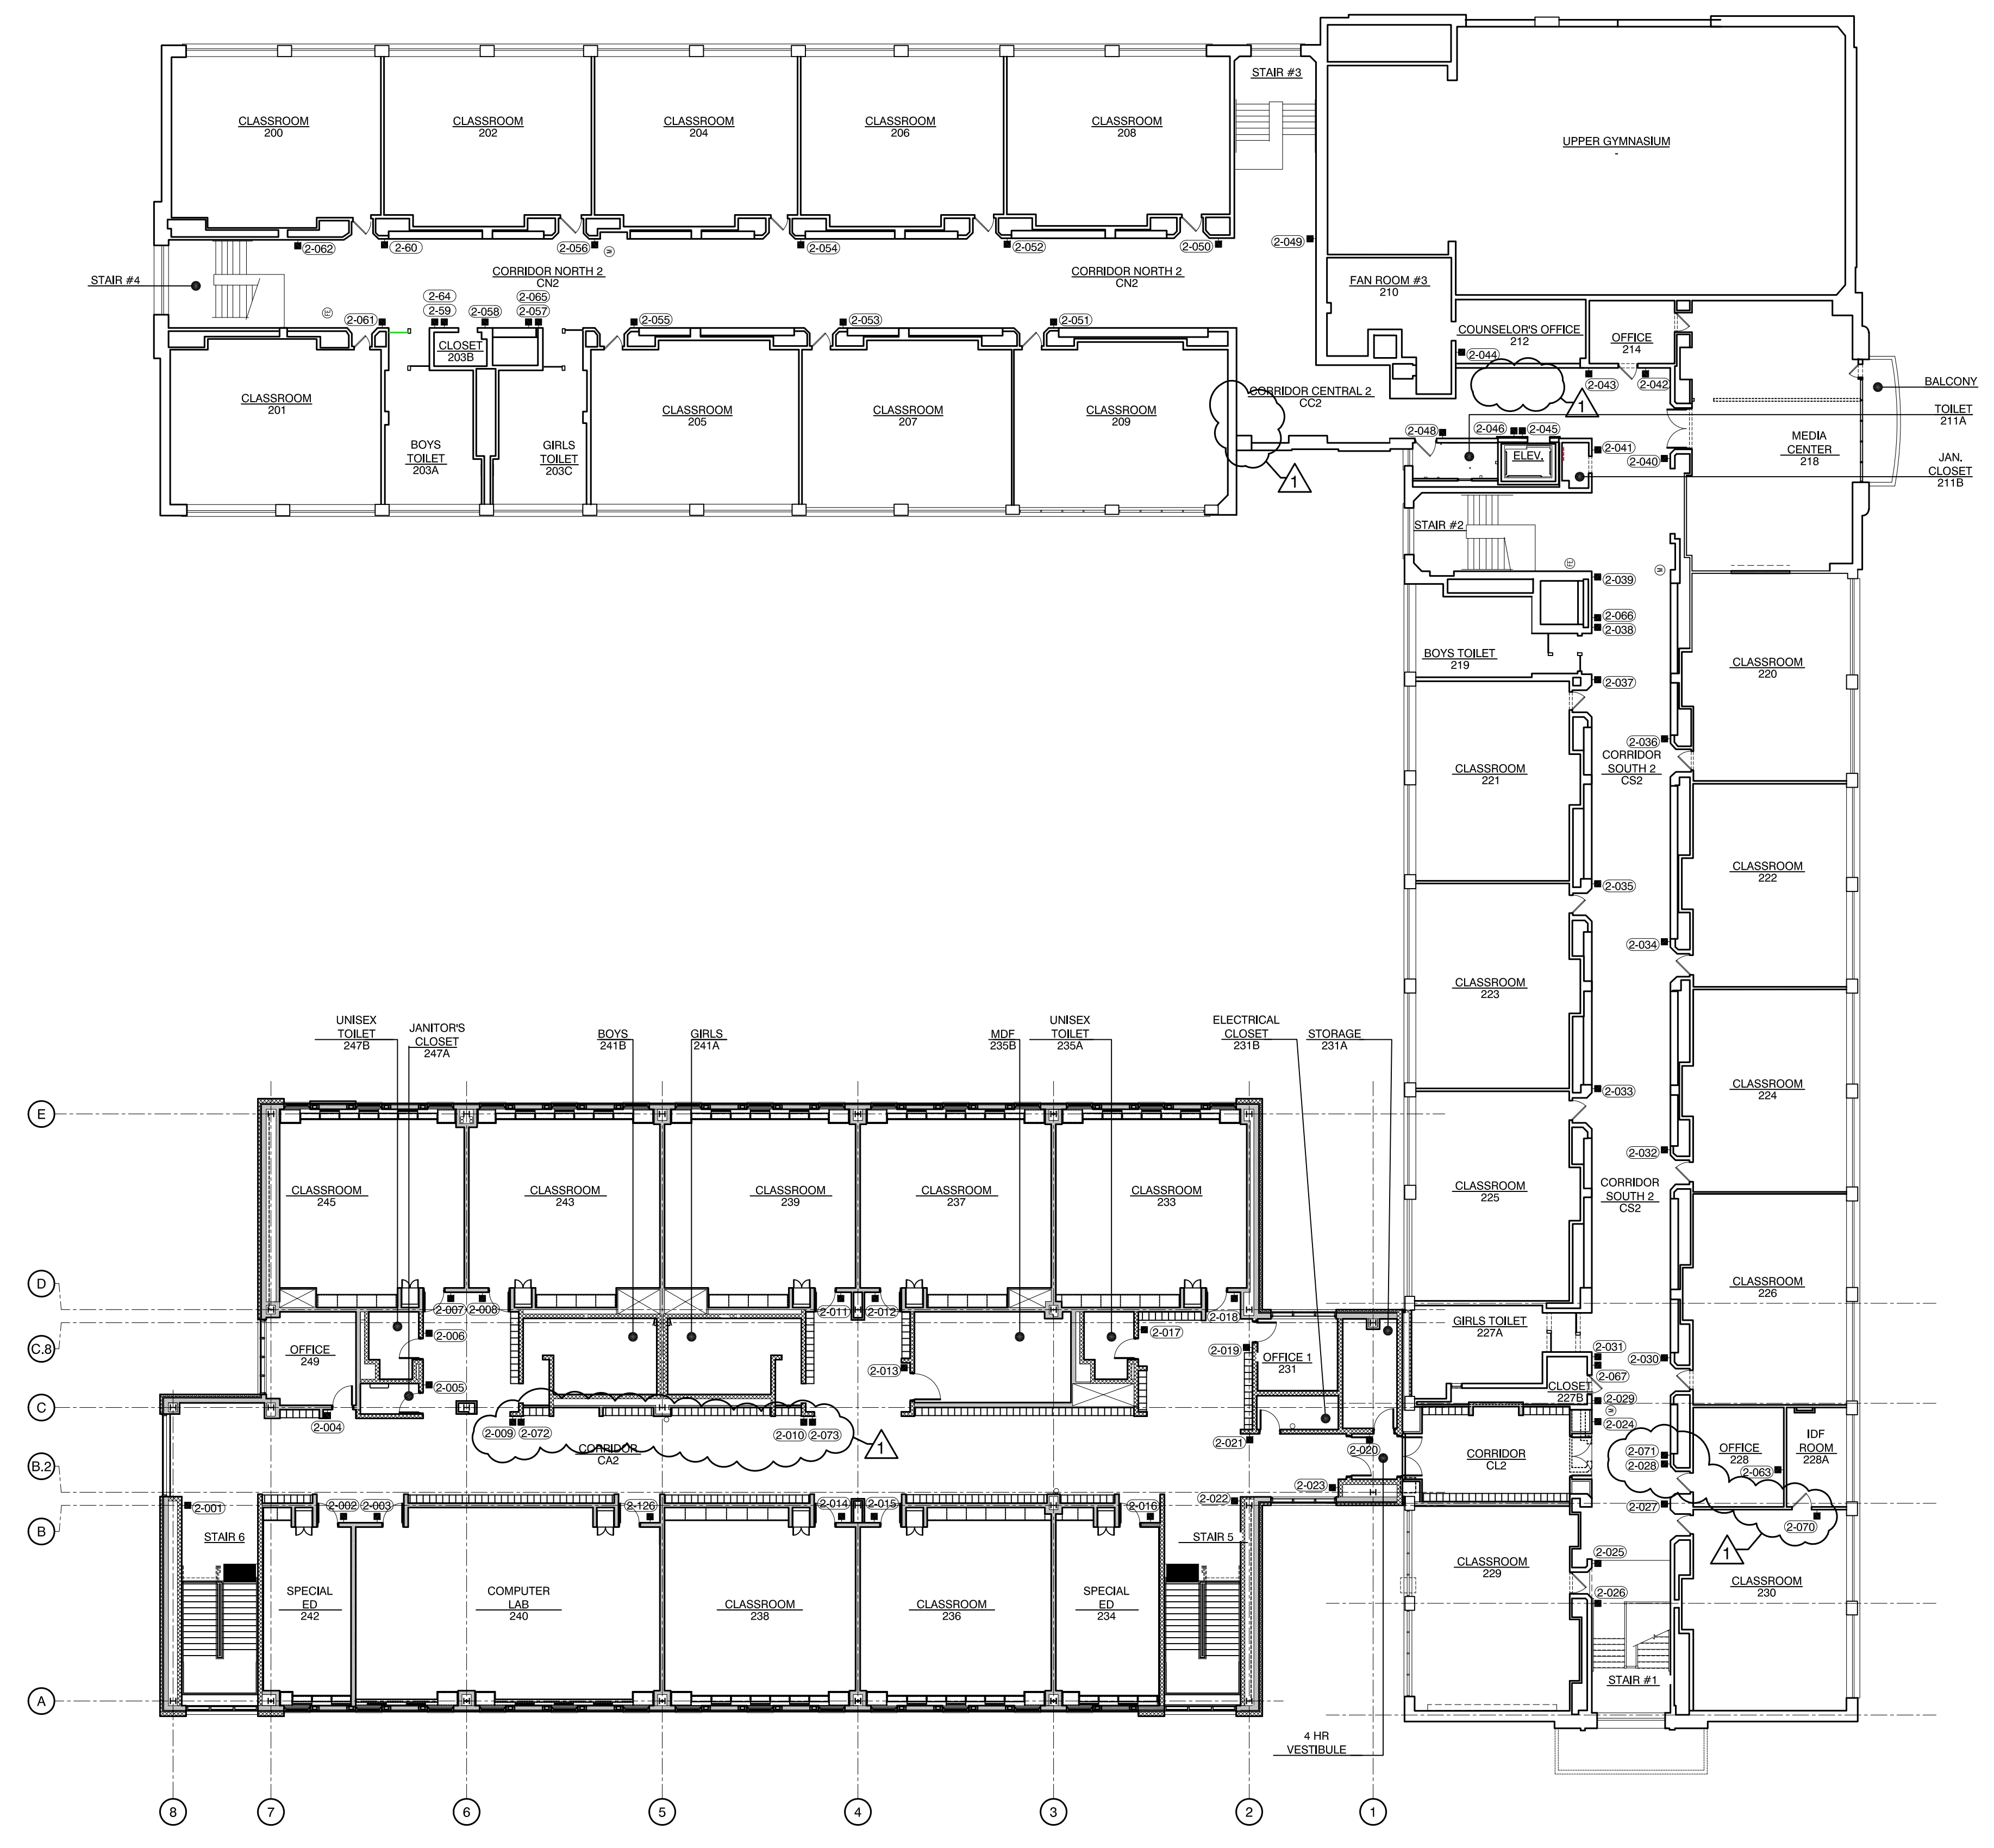 STAIR #3
CLASSROOM
200
CLASSROOM
202
CLASSROOM
204
CLASSROOM
206
CLASSROOM
208
UPPER GYMNASIUM
-
2-062
2-60
2-056
M
2-054
2-052
2-050
2-049
STAIR #4
CORRIDOR NORTH 2
CN2
CORRIDOR NORTH 2
CN2
FAN ROOM #3
210
FE
2-061
2-64
2-59
2-058
2-065
2-057
2-055
2-053
2-051
COUNSELOR'S OFFICE
212
OFFICE
214
2-044
2-043
2-042
CLOSET
203B
CLASSROOM
201
BOYS
TOILET
203A
GIRLS
TOILET
203C
CLASSROOM
205
CLASSROOM
207
CLASSROOM
209
CORRIDOR CENTRAL 2
CC2
1
1
BALCONY
TOILET
211A
JAN.
CLOSET
211B
2-048
2-046
2-045
ELEV.
2-041
2-040
MEDIA
CENTER
218
STAIR #2
FE
M
2-039
2-066
2-038
BOYS TOILET
219
2-037
CLASSROOM
220
2-036
CORRIDOR
SOUTH 2
CS2
CLASSROOM
221
CLASSROOM
222
2-035
2-034
CLASSROOM
223
UNISEX
TOILET
247B
JANITOR'S
CLOSET
247A
BOYS
241B
GIRLS
241A
MDF
235B
UNISEX
TOILET
235A
ELECTRICAL
CLOSET
231B
STORAGE
231A
2-033
CLASSROOM
224
E
2-032
CLASSROOM
245
CLASSROOM
243
CLASSROOM
239
CLASSROOM
237
CLASSROOM
233
CLASSROOM
225
CORRIDOR
SOUTH 2
CS2
D
CLASSROOM
226
2-007
2-008
2-011
2-012
2-018
C.8
OFFICE
249
2-006
2-005
2-013
2-017
2-019
OFFICE 1
231
GIRLS TOILET
227A
2-031
2-030
2-067
CLOSET
227B
2-029
M
2-024
C
2-004
2-009
2-072
2-010
2-073
1
CORRIDOR
CA2
2-021
2-020
CORRIDOR
CL2
2-071
2-028
OFFICE
228
2-063
IDF
ROOM
228A
B.2
2-001
2-002
2-003
2-126
2-014
2-015
2-016
2-022
2-023
2-027
2-070
1
B
STAIR 6
STAIR 5
2-025
2-026
CLASSROOM
229
CLASSROOM
230
SPECIAL
ED
242
COMPUTER
LAB
240
CLASSROOM
238
CLASSROOM
236
SPECIAL
ED
234
STAIR #1
A
4 HR
VESTIBULE
8
7
6
5
4
3
2
1